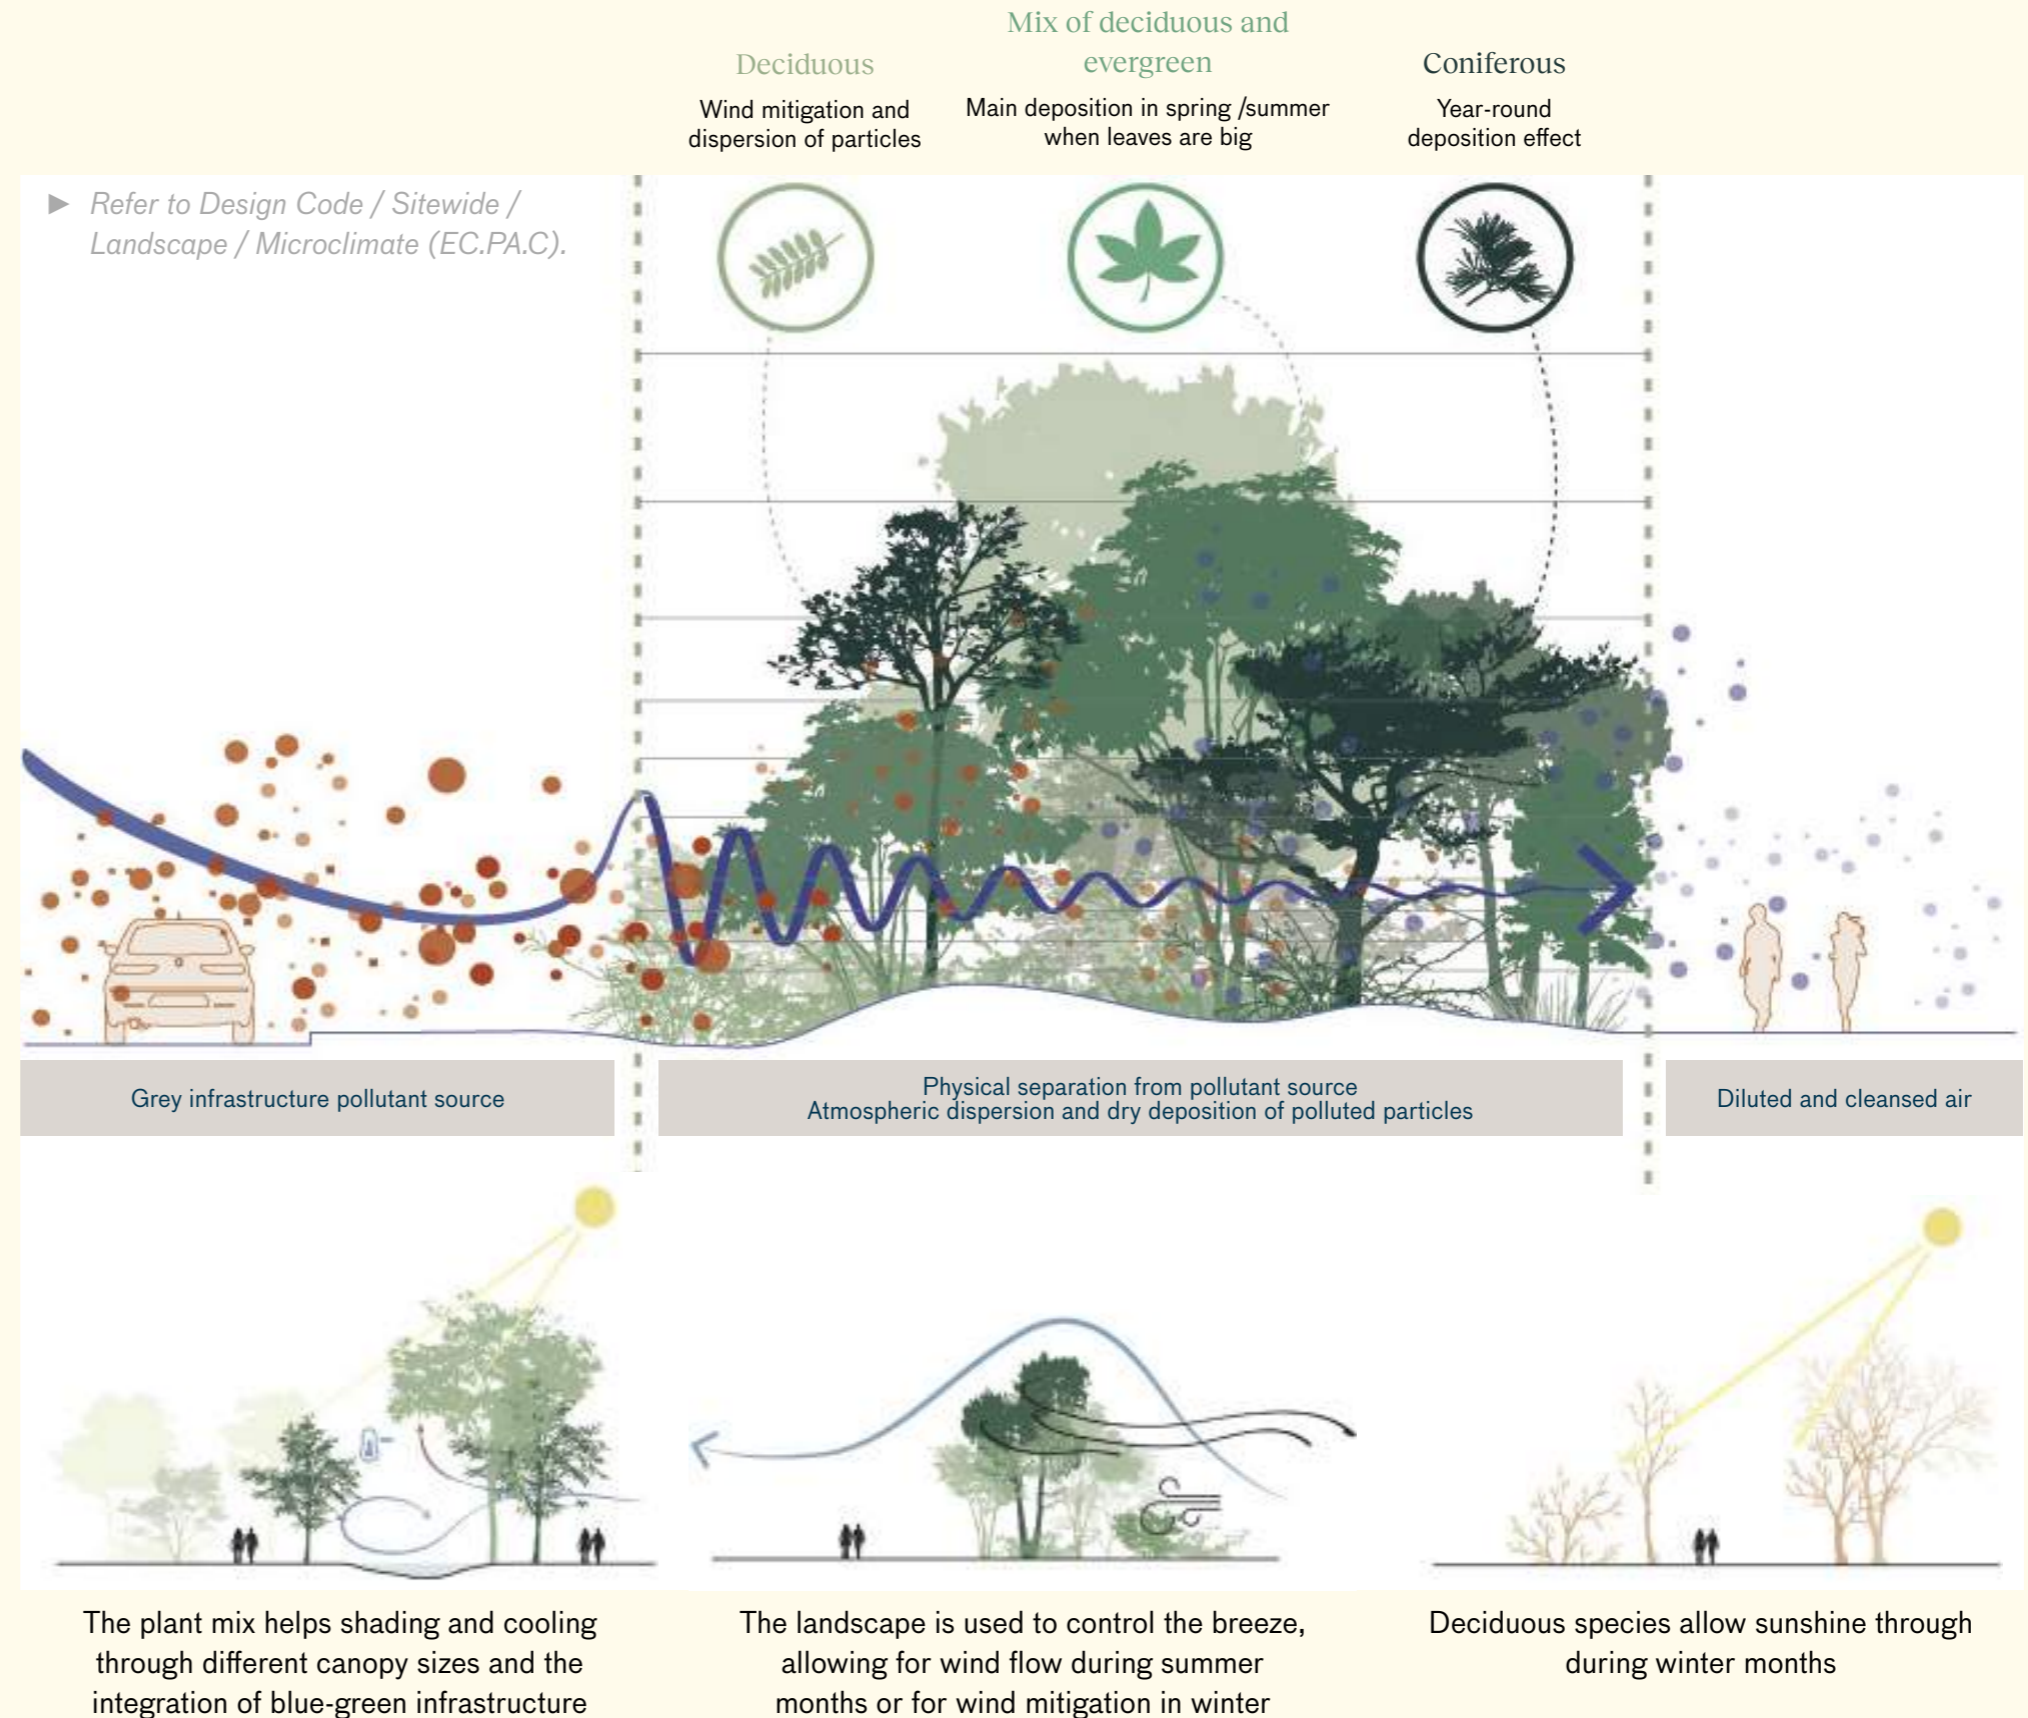 Mix of deciduous and
evergreen
Deciduous
Coniferous
Wind mitigation and
dispersion of particles
Main deposition in spring /summer
when leaves are big
Year-round
deposition effect
► Refer to Design Code / Sitewide /
Landscape / Microclimate (EC.PA.C).
Grey infrastructure pollutant source
Physical separation from pollutant source
Atmospheric dispersion and dry deposition of polluted particles
Diluted and cleansed air
The plant mix helps shading and cooling
through different canopy sizes and the
integration of blue-green infrastructure
The landscape is used to control the breeze,
allowing for wind flow during summer
months or for wind mitigation in winter
Deciduous species allow sunshine through
during winter months